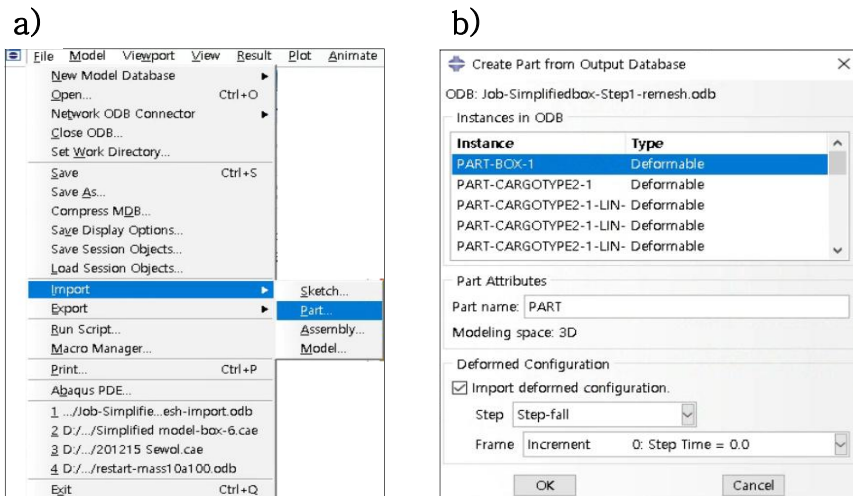 a)
File Model Viewport View Result Plot Animate
New Model Database
Open... Ctrl+O
Network ODB Connector
Close ODB...
Set Work Directory...
Save Ctrl+S
Save As...
Compress MDB...
Save Display Options...
Save Session Objects...
Load Session Objects...
Import
Export
Run Script...
Macro Manager...
Print... Ctrl+P
Abaqus PDE...
1 .../Job-Simplifie...esh-import.odb
2 D:/.../Simplified model-box-6.cae
3 D:/.../201215 Sewol.cae
4 D:/.../restart-mass10a100.odb
Exit Ctrl+Q
Sketch...
Part...
Assembly...
Model...
b)
Create Part from Output Database
ODB: Job-Simplifiedbox-Step1-remesh.odb
Instances in ODB
Instance Type
PART-BOX-1 Deformable
PART-CARGOTYPE2-1 Deformable
PART-CARGOTYPE2-1-LIN- Deformable
PART-CARGOTYPE2-1-LIN- Deformable
PART-CARGOTYPE2-1-LIN- Deformable
Part Attributes
Part name: PART
Modeling space: 3D
Deformed Configuration
Import deformed configuration.
Step Step-fall
Frame Increment 0: Step Time = 0.0
OK Cancel